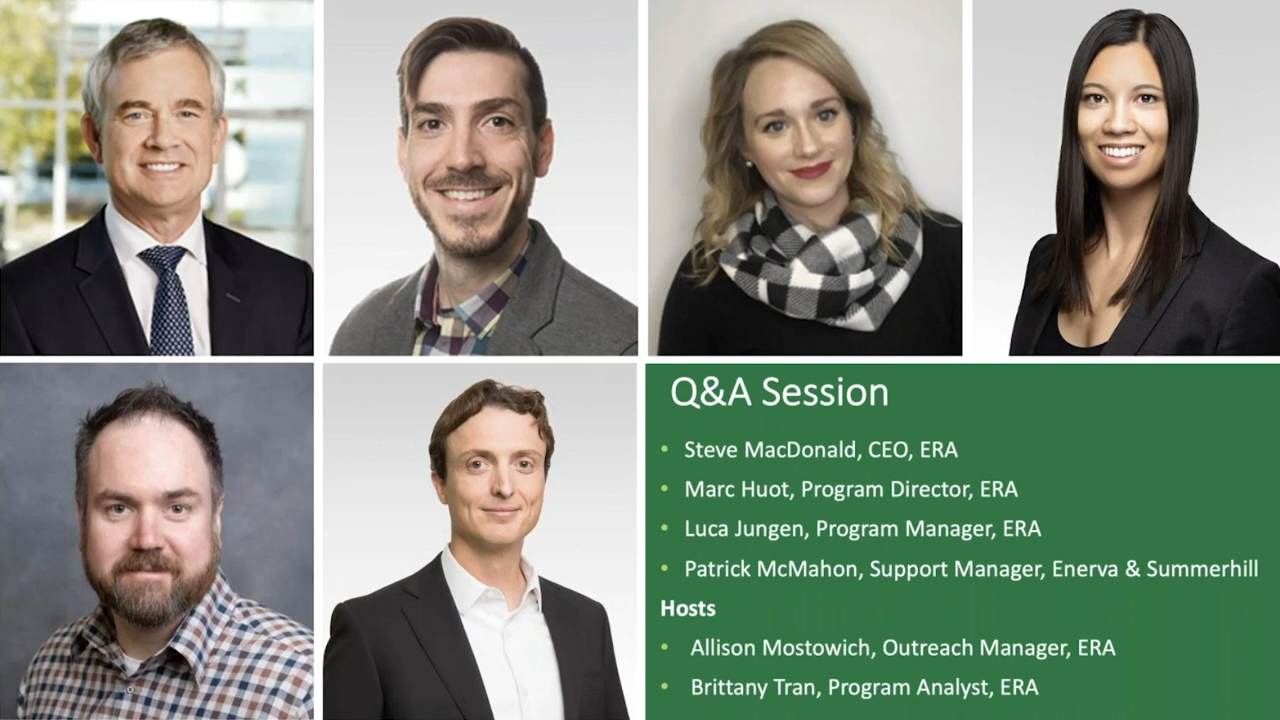 Q&A Session
• Steve MacDonald, CEO, ERA
• Marc Huot, Program Director, ERA
• Luca Jungen, Program Manager, ERA
• Patrick McMahon, Support Manager, Enerva & Summerhill
Hosts
• Allison Mostowich, Outreach Manager, ERA
• Brittany Tran, Program Analyst, ERA